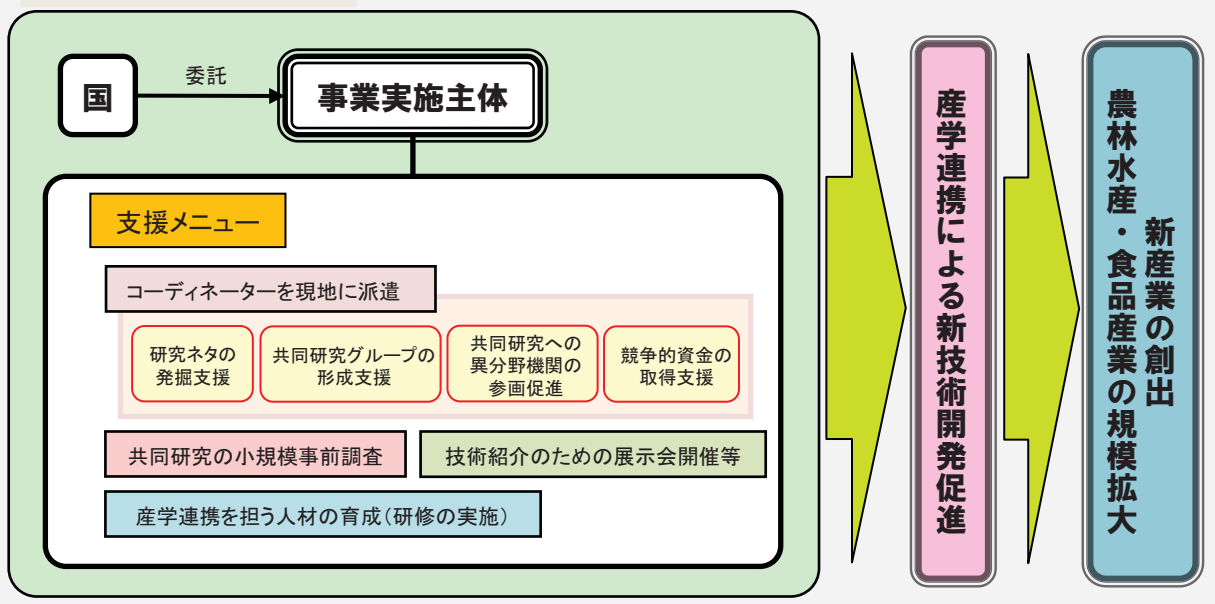 国
委託
事業実施主体
支援メニュー
コーディネーターを現地に派遣
研究ネタの
発掘支援
共同研究グループの
形成支援
共同研究への
異分野機関の
参画促進
競争的資金の
取得支援
共同研究の小規模事前調査
技術紹介のための展示会開催等
産学連携を担う人材の育成(研修の実施)
産学連携による新技術開発促進
新産業の創出
農林水産・食品産業の規模拡大